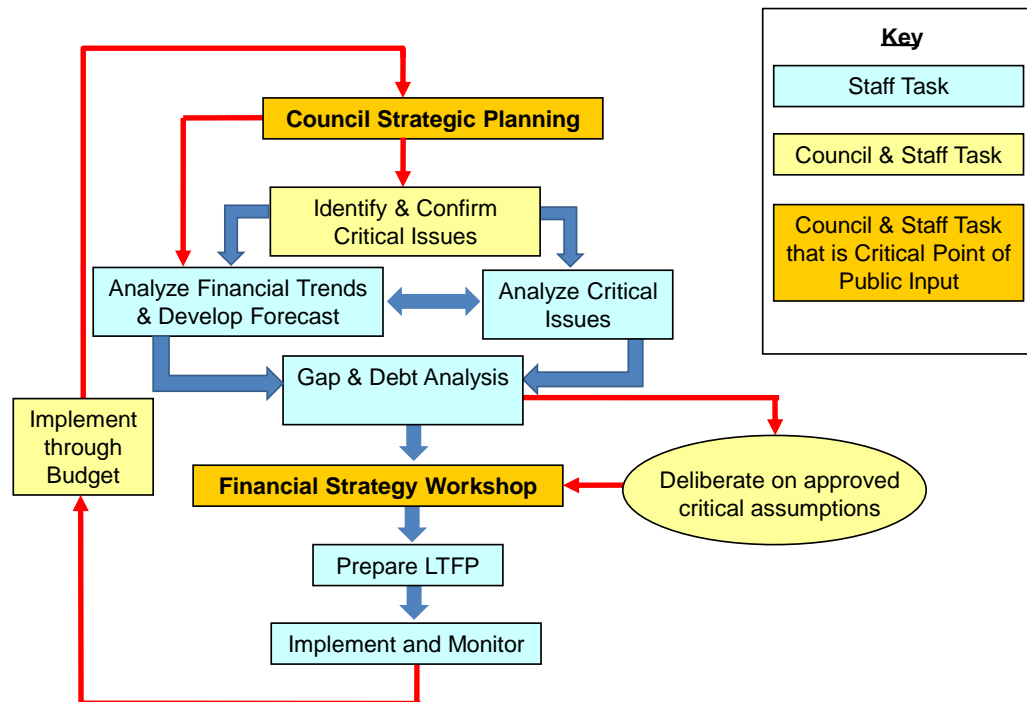 Council Strategic Planning
Identify & Confirm
Critical Issues
Analyze Financial Trends
& Develop Forecast
Analyze Critical
Issues
Gap & Debt Analysis
Implement
through
Budget
Deliberate on approved
critical assumptions
Financial Strategy Workshop
Prepare LTFP
Implement and Monitor
Key
Staff Task
Council & Staff Task
Council & Staff Task
that is Critical Point of
Public Input